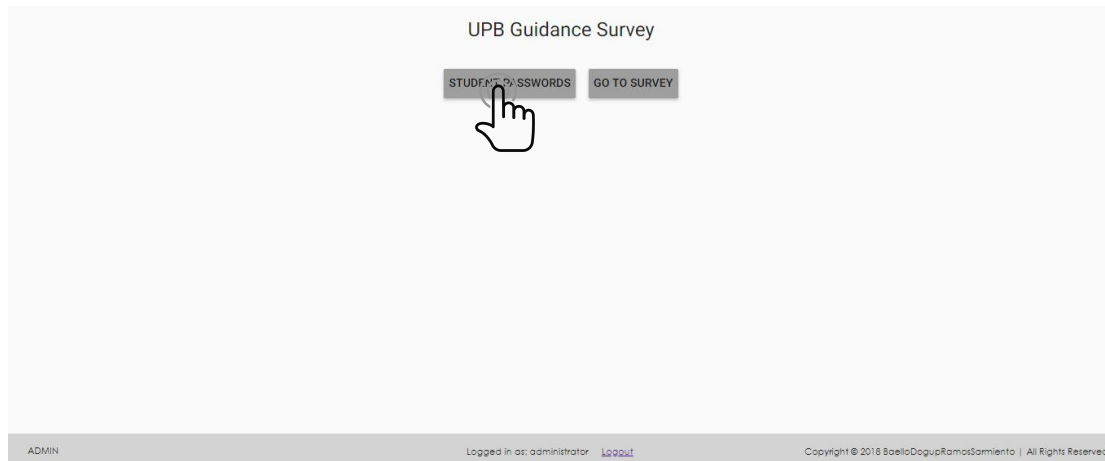 UPB Guidance Survey
STUDENT PASSWORDS GO TO SURVEY
ADMIN Logged in as: administrator Logout Copyright © 2018 BaelloDogupRamosSarmiento | All Rights Reserved